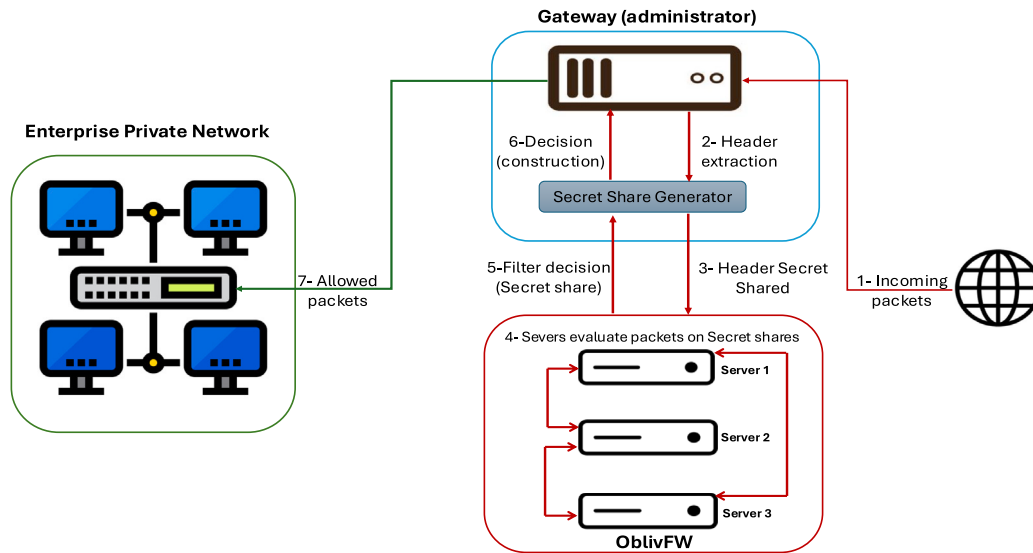 Gateway (administrator)
Enterprise Private Network
6-Decision
(construction)
2- Header
extraction
Secret Share Generator
7- Allowed
packets
5-Filter decision
(Secret share)
3- Header Secret
Shared
1- Incoming
packets
4- Severs evaluate packets on Secret shares
Server 1
Server 2
Server 3
OblivFW